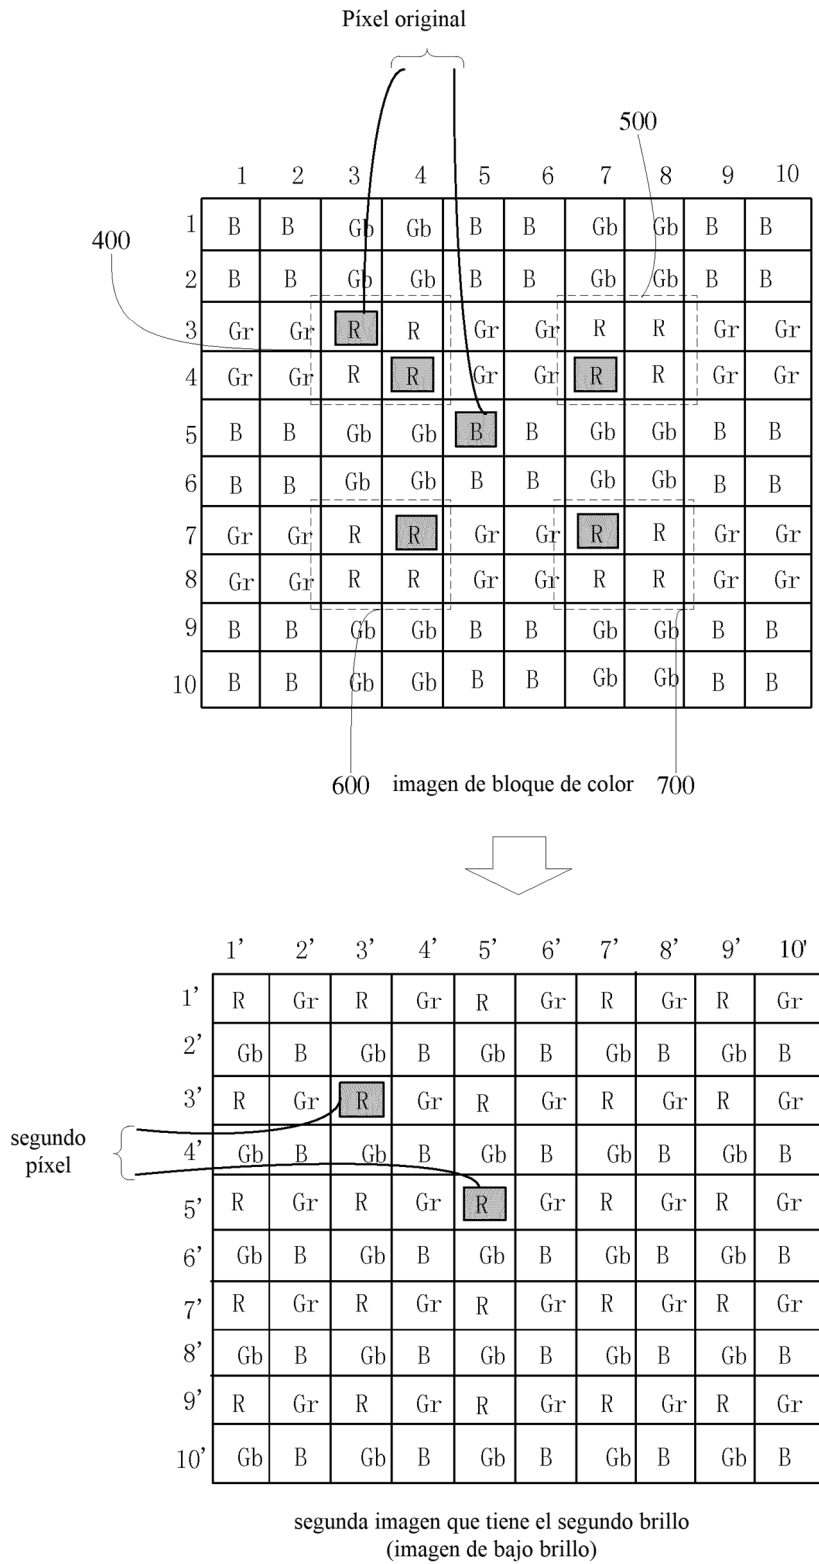 Píxel original
500
1 2 3 4 5 6 7 8 9 10
1 B B Gb Gb B B Gb Gb B B
400
2 B B Gb Gb B B Gb Gb B B
3 Gr Gr R R Gr Gr R R Gr Gr
4 Gr Gr R R Gr Gr R R Gr Gr
5 B B Gb Gb B B Gb Gb B B
6 B B Gb Gb B B Gb Gb B B
7 Gr Gr R R Gr Gr R R Gr Gr
8 Gr Gr R R Gr Gr R R Gr Gr
9 B B Gb Gb B B Gb Gb B B
10 B B Gb Gb B B Gb Gb B B
600 imagen de bloque de color 700
1' 2' 3' 4' 5' 6' 7' 8' 9' 10'
1' R Gr R Gr R Gr R Gr R Gr
2' Gb B Gb B Gb B Gb B Gb B
3' R Gr R Gr R Gr R Gr R Gr
segundo
píxel
4' Gb B Gb B Gb B Gb B Gb B
5' R Gr R Gr R Gr R Gr R Gr
6' Gb B Gb B Gb B Gb B Gb B
7' R Gr R Gr R Gr R Gr R Gr
8' Gb B Gb B Gb B Gb B Gb B
9' R Gr R Gr R Gr R Gr R Gr
10' Gb B Gb B Gb B Gb B Gb B
segunda imagen que tiene el segundo brillo
(imagen de bajo brillo)